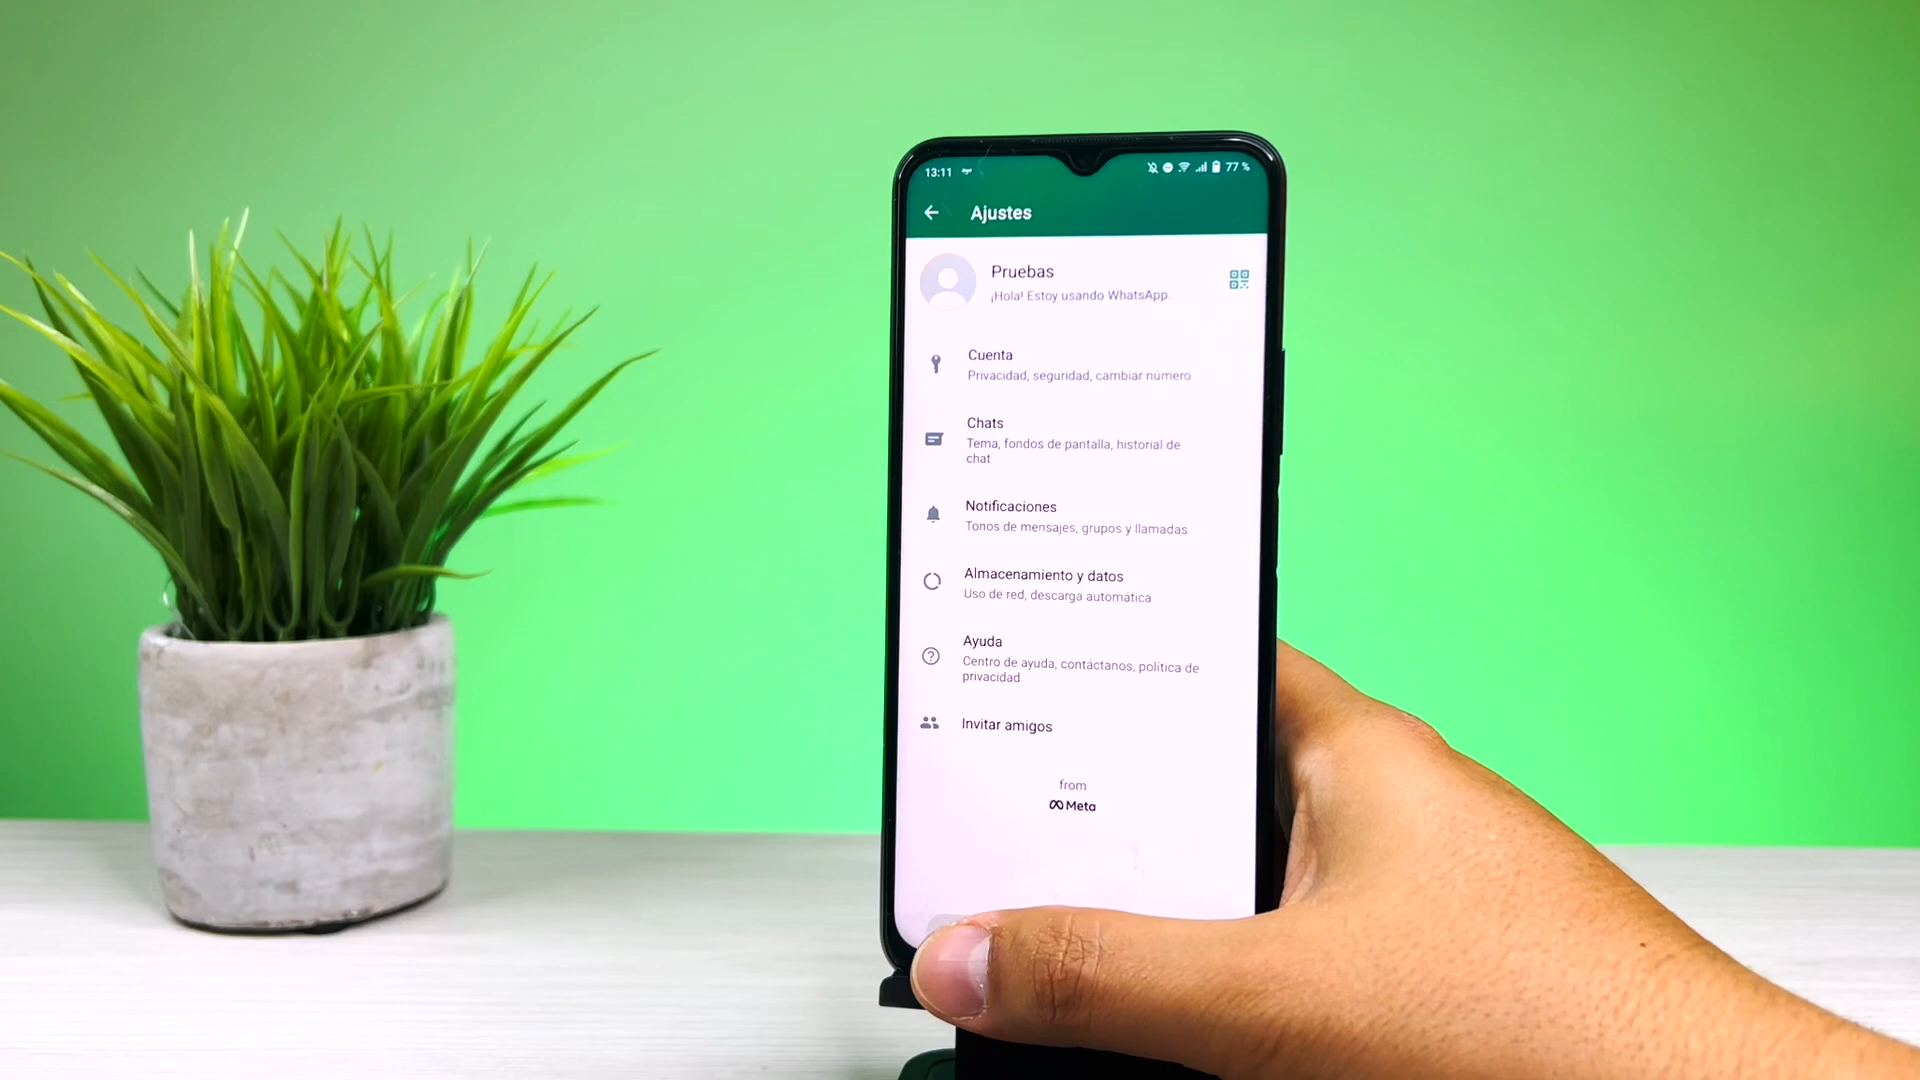 13:11
77 %
Ajustes
Pruebas
¡Hola! Estoy usando WhatsApp.
Cuenta
Privacidad, seguridad, cambiar número
Chats
Tema, fondos de pantalla, historial de
chat
Notificaciones
Tonos de mensajes, grupos y llamadas
Almacenamiento y datos
Uso de red, descarga automática
Ayuda
Centro de ayuda, contáctanos, política de
privacidad
Invitar amigos
from
Meta